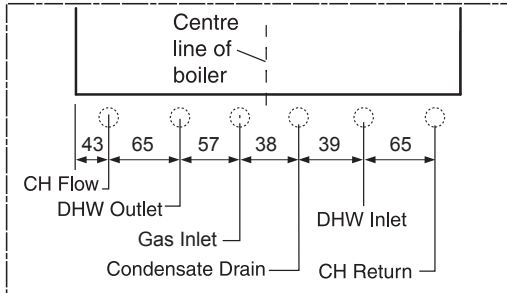 Centre
line of
boiler
43 65 57 38 39 65
CH Flow
DHW Outlet
DHW Inlet
Gas Inlet
Condensate Drain
CH Return